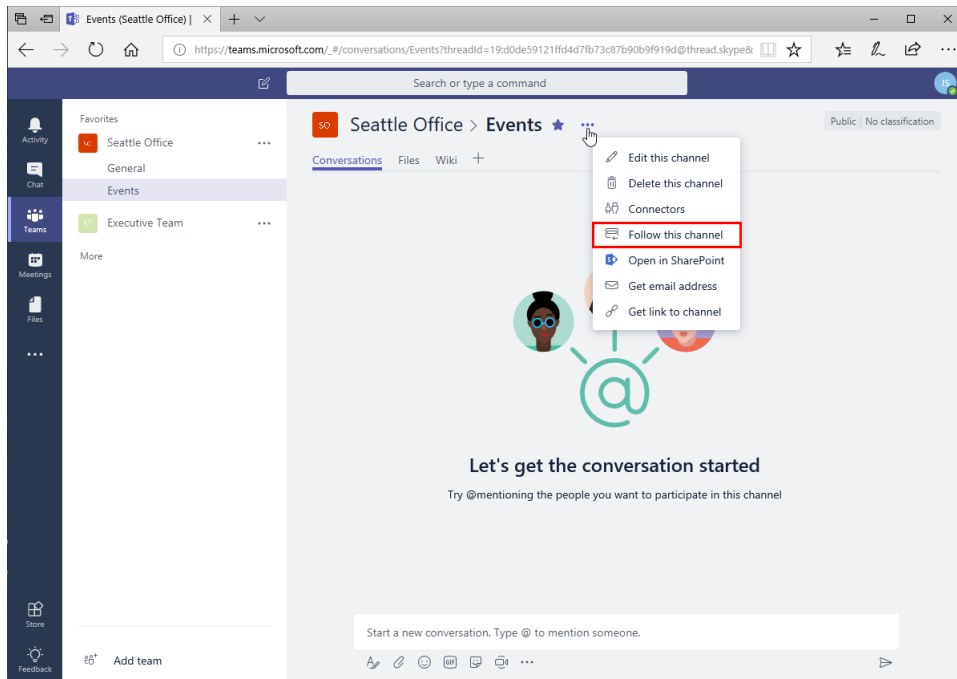 Events (Seattle Office) |
https://teams.microsoft.com/_#/conversations/Events?threadId=19:d0de59121ffd4d7fb73c87b90b9f919d@thread.skype&
Search or type a command
JS
Activity
Chat
Teams
Meetings
Files
Store
Feedback
Favorites
Seattle Office
General
Events
Executive Team
More
Add team
SO
Seattle Office > Events
Public | No classification
Conversations Files Wiki
Edit this channel
Delete this channel
Connectors
Follow this channel
Open in SharePoint
Get email address
Get link to channel
Let's get the conversation started
Try @mentioning the people you want to participate in this channel
Start a new conversation. Type @ to mention someone.
GIF